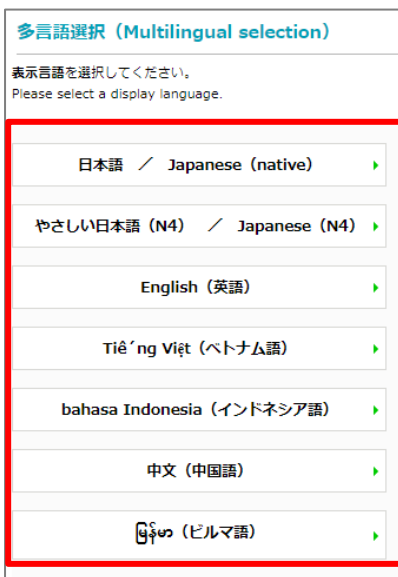 多言語選択（Multilingual selection）
表示言語を選択してください。
Please select a display language.
日本語　／　Japanese（native）
やさしい日本語（N4）　／　Japanese（N4）
English（英語）
Tiê´ng Việt（ベトナム語）
bahasa Indonesia（インドネシア語）
中文（中国語）
မြန်မာ（ビルマ語）